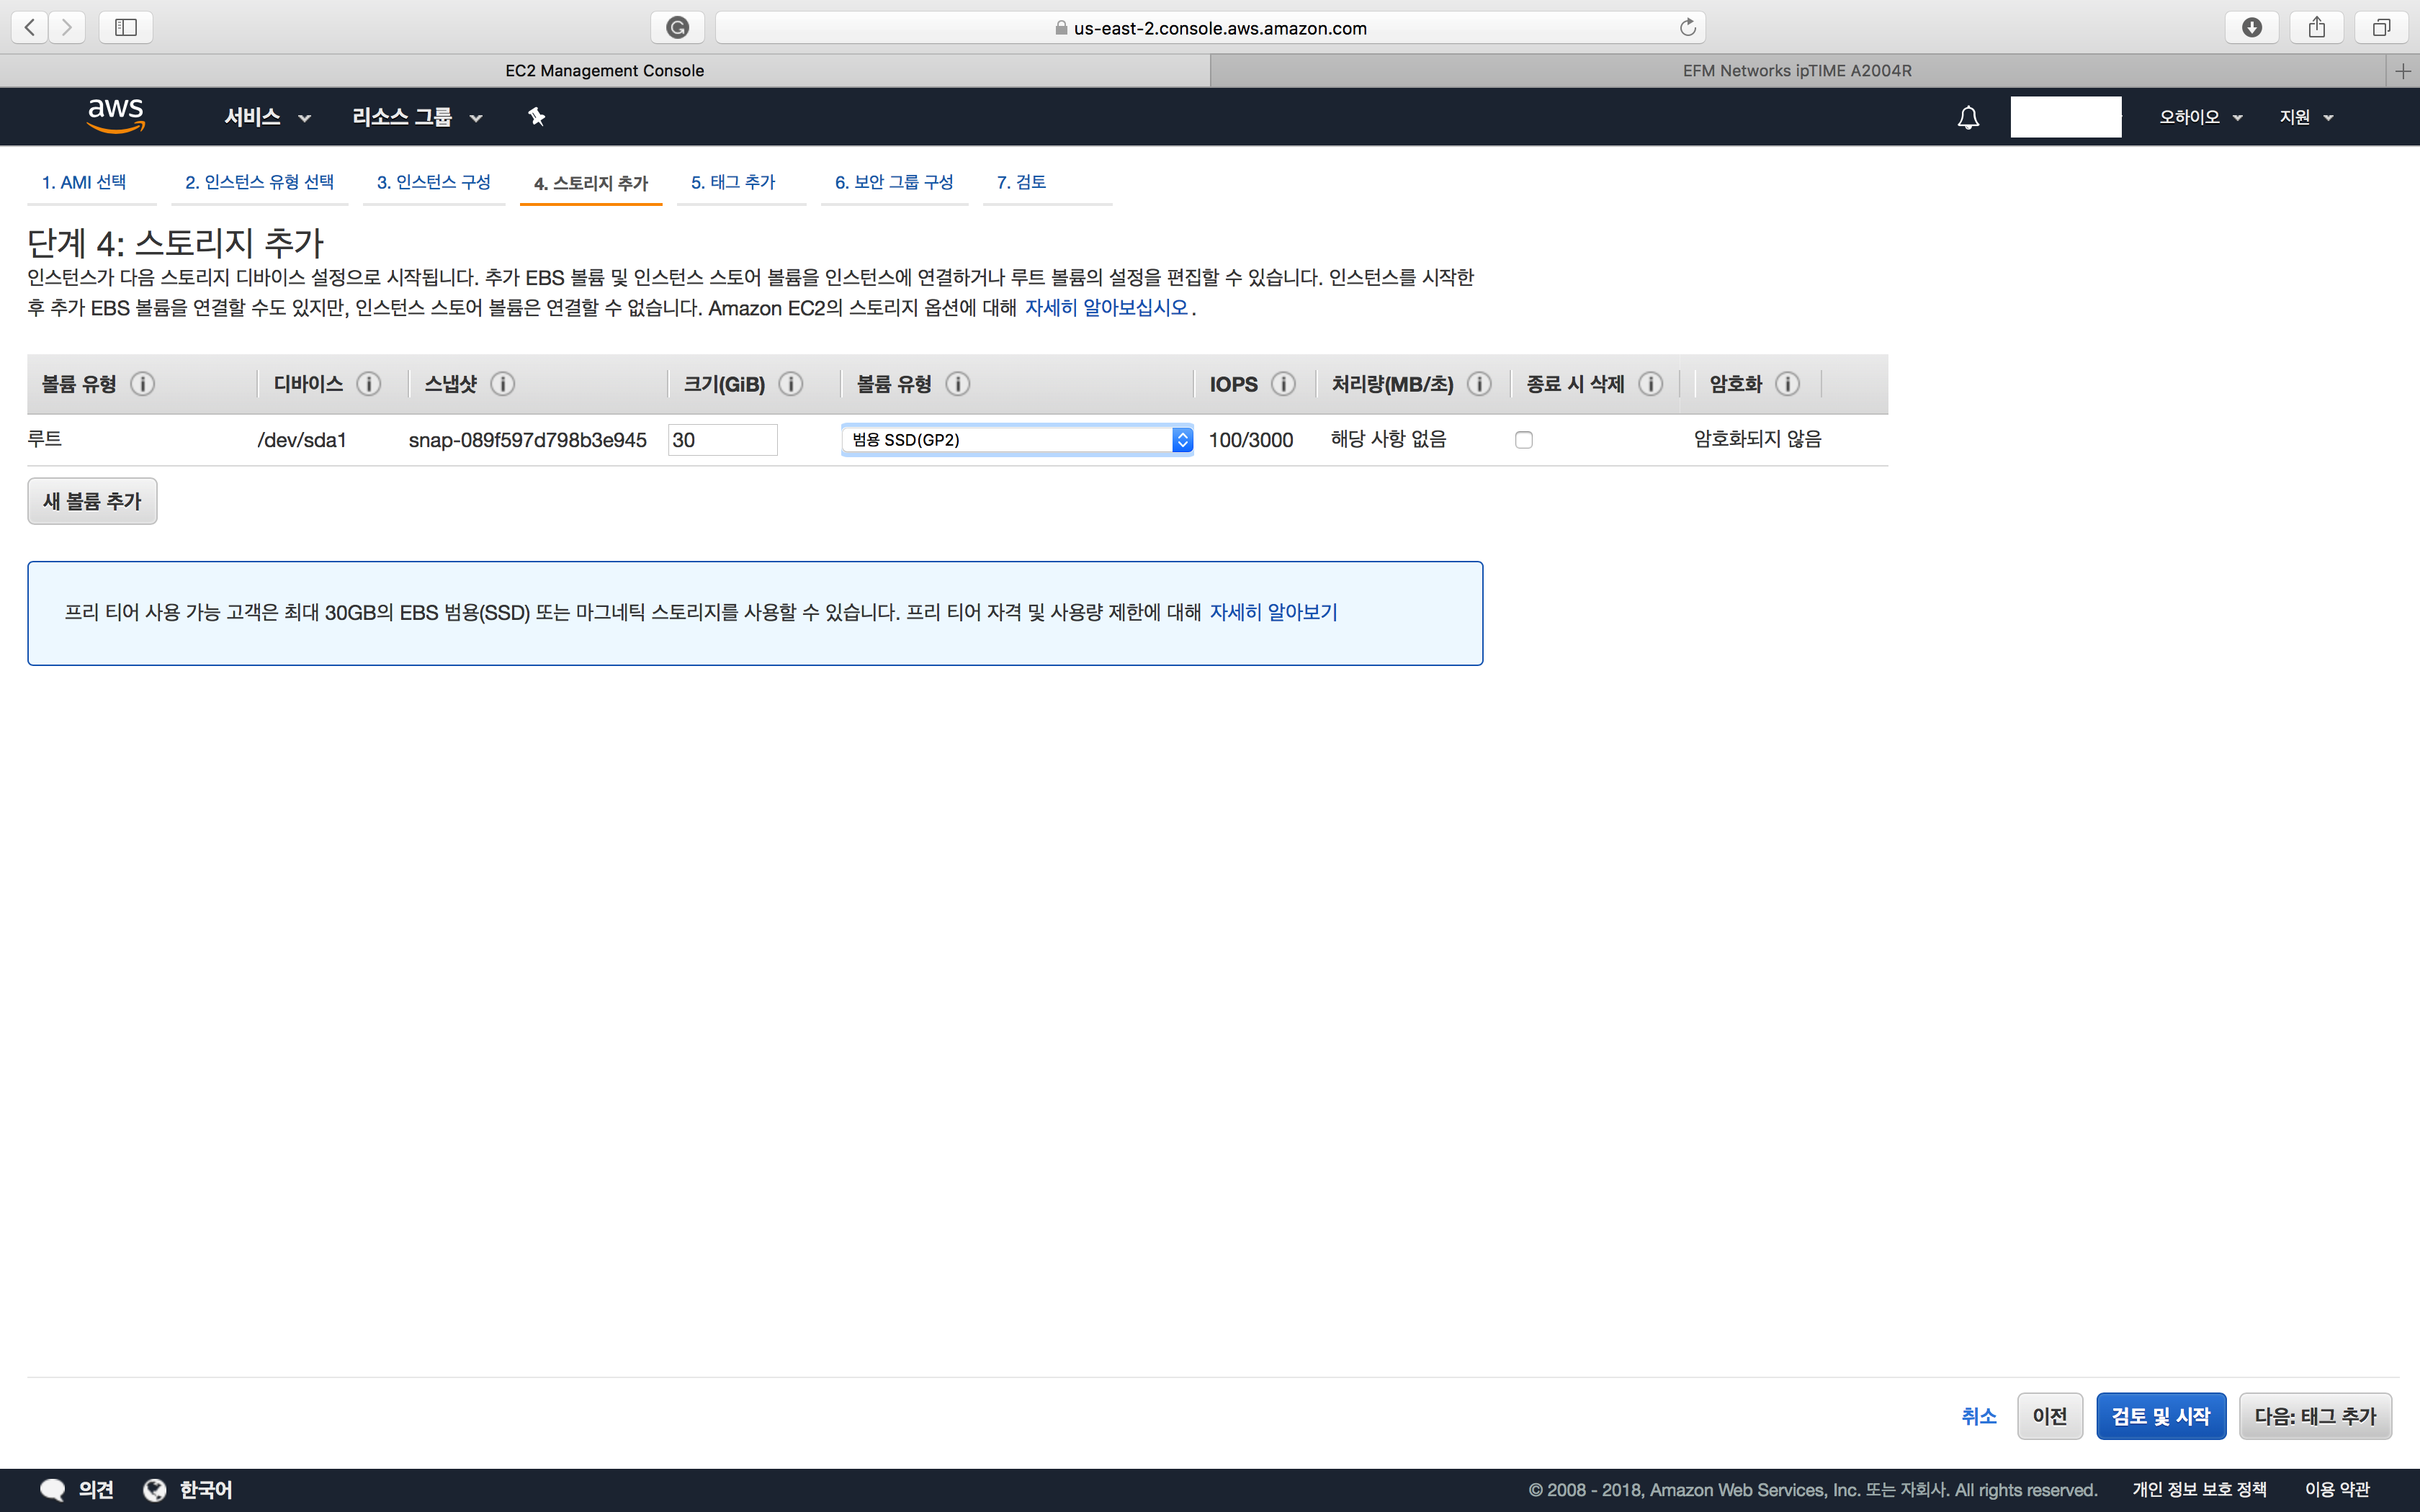 us-east-2.console.aws.amazon.com
EC2 Management Console
EFM Networks ipTIME A2004R
aws
서비스
리소스 그룹
오하이오
지원
1. AMI 선택
2. 인스턴스 유형 선택
3. 인스턴스 구성
4. 스토리지 추가
5. 태그 추가
6. 보안 그룹 구성
7. 검토
단계 4: 스토리지 추가
인스턴스가 다음 스토리지 디바이스 설정으로 시작됩니다. 추가 EBS 볼륨 및 인스턴스 스토어 볼륨을 인스턴스에 연결하거나 루트 볼륨의 설정을 편집할 수 있습니다. 인스턴스를 시작한
후 추가 EBS 볼륨을 연결할 수도 있지만, 인스턴스 스토어 볼륨은 연결할 수 없습니다. Amazon EC2의 스토리지 옵션에 대해 자세히 알아보십시오.
볼륨 유형 디바이스 스냅샷 크기(GiB) 볼륨 유형 IOPS 처리량(MB/초) 종료 시 삭제 암호화
루트 /dev/sda1 snap-089f597d798b3e945 30 범용 SSD(GP2) 100/3000 해당 사항 없음 암호화되지 않음
새 볼륨 추가
프리 티어 사용 가능 고객은 최대 30GB의 EBS 범용(SSD) 또는 마그네틱 스토리지를 사용할 수 있습니다. 프리 티어 자격 및 사용량 제한에 대해 자세히 알아보기
취소
이전
검토 및 시작
다음: 태그 추가
의견
한국어
© 2008 - 2018, Amazon Web Services, Inc. 또는 자회사. All rights reserved.
개인 정보 보호 정책
이용 약관